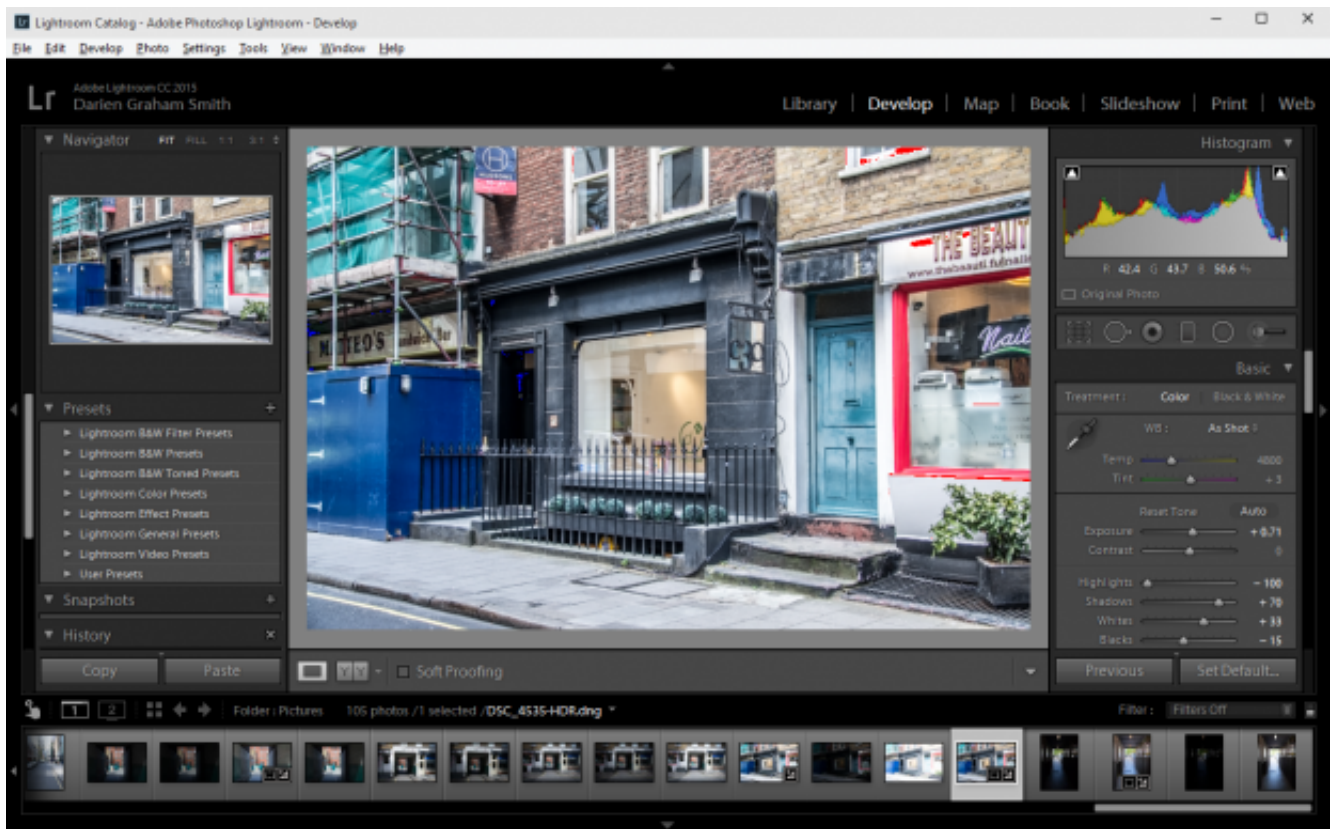 Lightroom Catalog - Adobe Photoshop Lightroom - Develop
File Edit Develop Photo Settings Tools View Window Help
Lr
Adobe Lightroom CC 2015
Darien Graham Smith
Library | Develop | Map | Book | Slideshow | Print | Web
Navigator FIT FILL 1:1 3:1
Histogram
R 42.4 G 43.7 B 50.6 %
Original Photo
THE BEAUTI
www.thebeauti.fulnails
Nail
MATTEO'S Sandwich Bar
Basic
Treatment: Color | Black & White
WB: As Shot
Temp 4800
Tint + 3
Reset Tone Auto
Exposure + 0.71
Contrast 0
Highlights - 100
Shadows + 70
Whites + 33
Blacks - 15
Presets
Lightroom B&W Filter Presets
Lightroom B&W Presets
Lightroom B&W Toned Presets
Lightroom Color Presets
Lightroom Effect Presets
Lightroom General Presets
Lightroom Video Presets
User Presets
Snapshots
History
Copy Paste
YY Soft Proofing
Previous Set Default...
1 2 Folder: Pictures 105 photos /1 selected /DSC_4535-HDR.dng
Filter: Filters Off